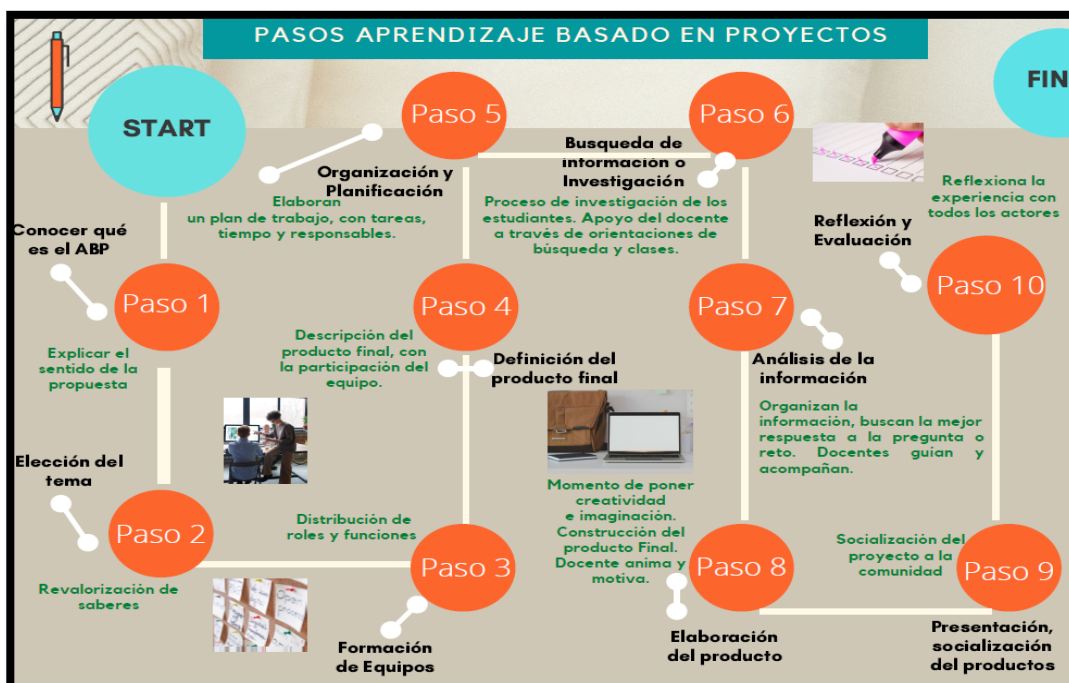 PASOS APRENDIZAJE BASADO EN PROYECTOS
START
FIN
Conocer qué
es el ABP
Paso 1
Explicar el
sentido de la
propuesta
Elección del
tema
Paso 2
Revalorización de
saberes
Distribución de
roles y funciones
Paso 3
Formación
de Equipos
Paso 4
Descripción del
producto final, con
la participación del
equipo.
Definición del
producto final
Paso 5
Organización y
Planificación
Elaboran
un plan de trabajo, con tareas,
tiempo y responsables.
Paso 6
Busqueda de
información o
Investigación
Proceso de investigación de los
estudiantes. Apoyo del docente
a través de orientaciones de
búsqueda y clases.
Paso 7
Análisis de la
información
Organizan la
información, buscan la mejor
respuesta a la pregunta o
reto. Docentes guian y
acompañan.
Momento de poner
creatividad
e imaginación.
Construcción del
producto Final.
Docente anima y
motiva.
Paso 8
Elaboración
del producto
Socialización del
proyecto a la
comunidad
Paso 9
Presentación,
socialización
del productos
Reflexiona la
experiencia con
todos los actores
Reflexión y
Evaluación
Paso 10